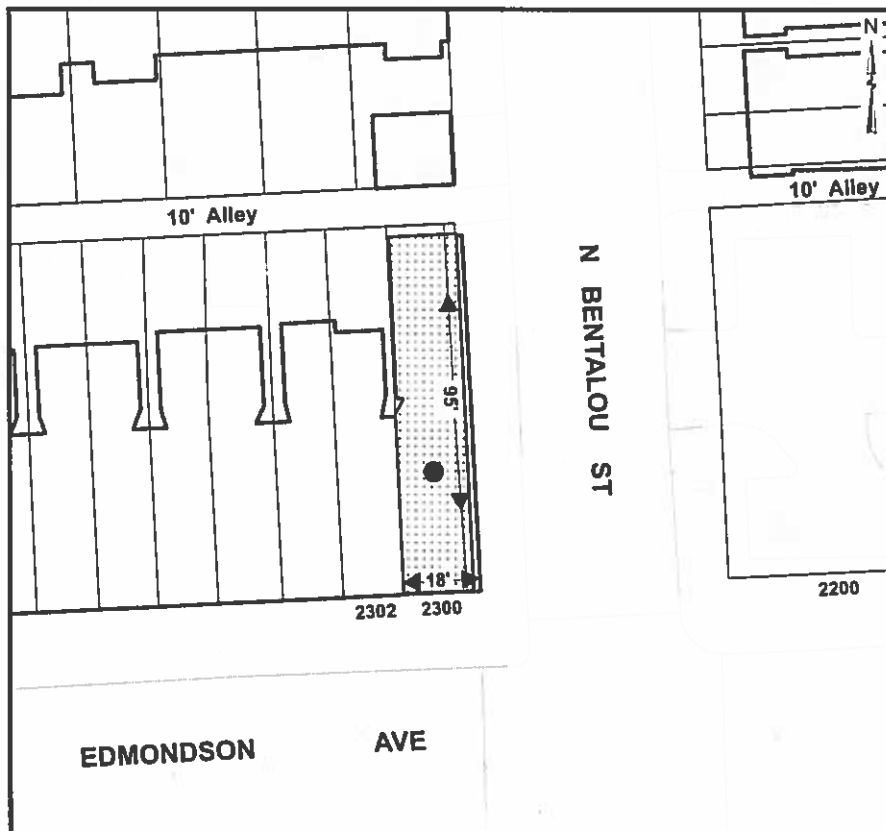 N
10' Alley
10' Alley
N BENTALOU ST
95'
18'
2302 2300
2200
EDMONDSON AVE